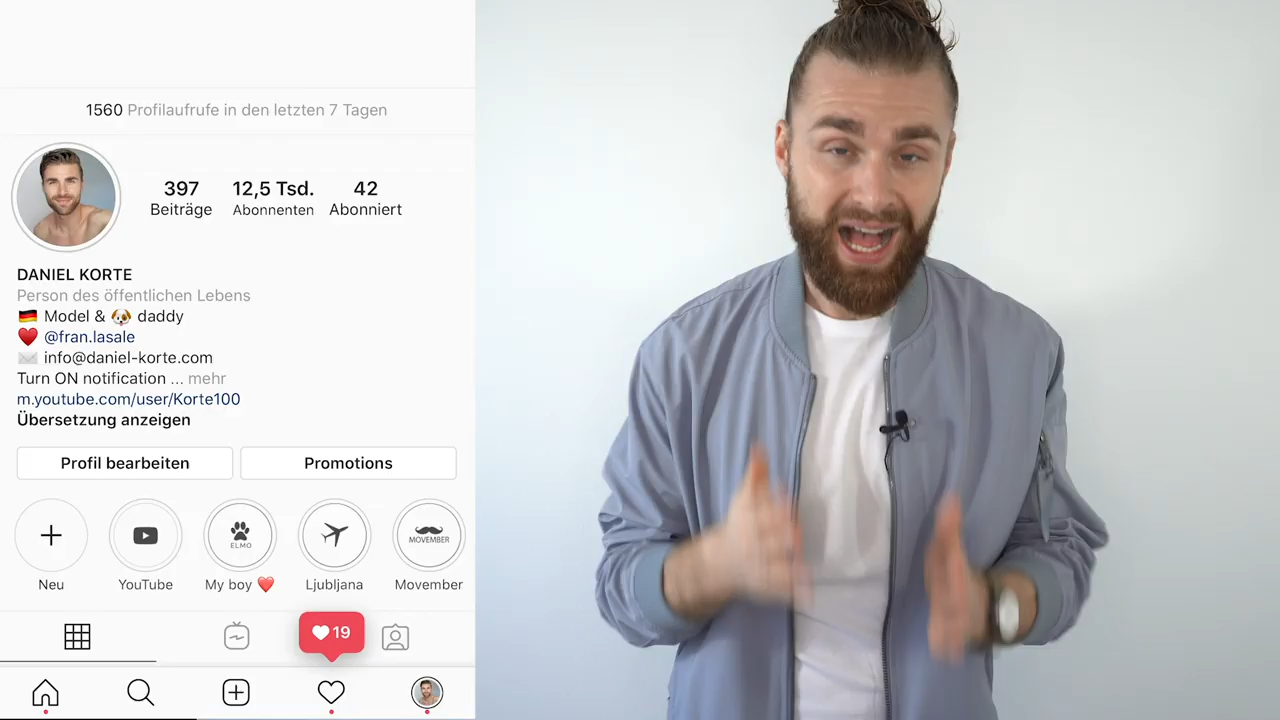 1560 Profilaufrufe in den letzten 7 Tagen
397 12,5 Tsd. 42
Beiträge Abonnenten Abonniert
DANIEL KORTE
Person des öffentlichen Lebens
🇩🇪 Model & 🐶 daddy
❤️ @fran.lasale
✉️ info@daniel-korte.com
Turn ON notification ... mehr
m.youtube.com/user/Korte100
Übersetzung anzeigen
Profil bearbeiten Promotions
ELMO MOVEMBER
Neu YouTube My boy ❤️ Ljubljana Movember
19